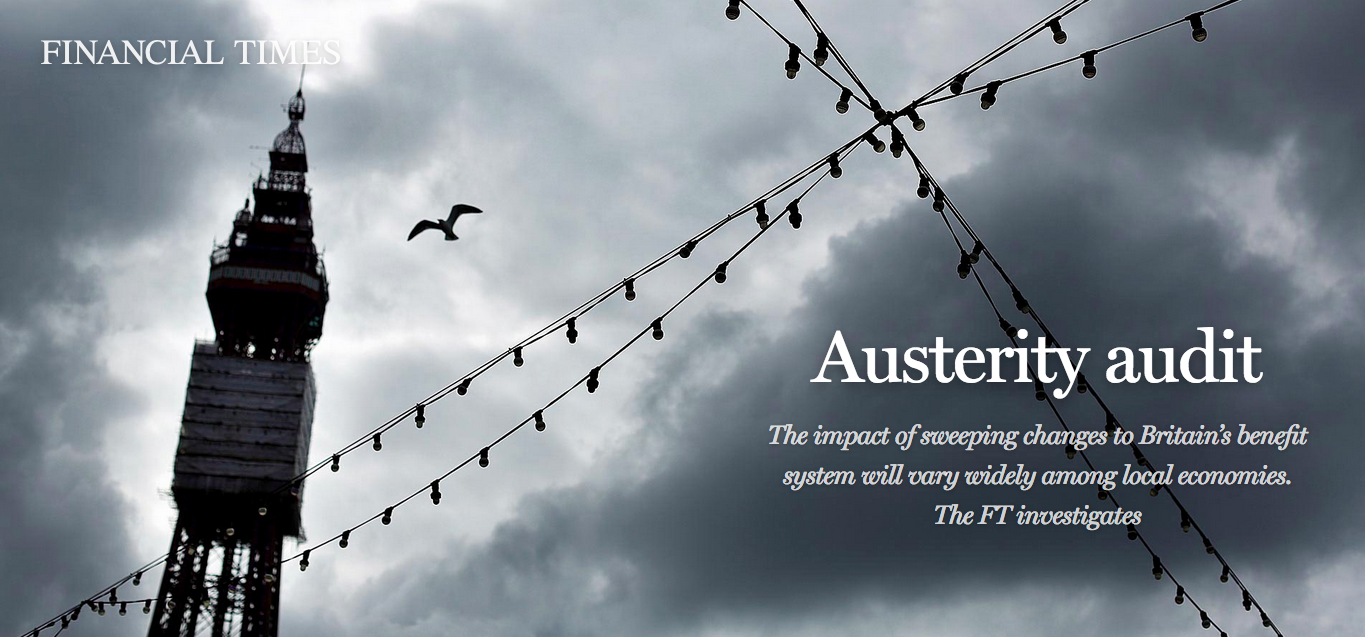 FINANCIAL TIMES
Austerity audit
The impact of sweeping changes to Britain’s benefit
system will vary widely among local economies.
The FT investigates